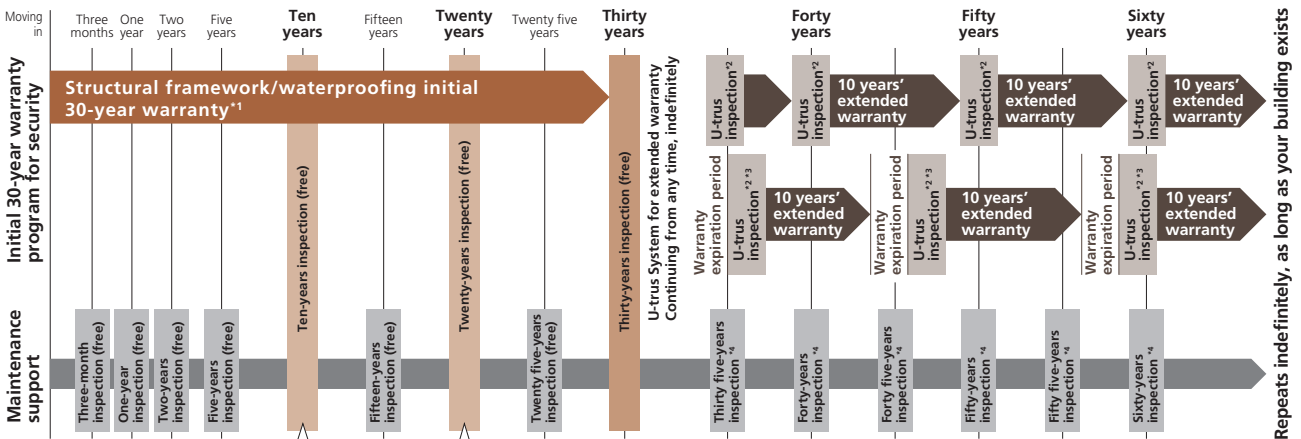 Moving
in
Three
months
One
year
Two
years
Five
years
Ten
years
Fifteen
years
Twenty
years
Twenty five
years
Thirty
years
Forty
years
Fifty
years
Sixty
years
Initial 30-year warranty
program for security
Structural framework/waterproofing initial
30-year warranty*1
Ten-years inspection (free)
Twenty-years inspection (free)
Thirty-years inspection (free)
U-trus System for extended warranty
Continuing from any time, indefinitely
U-trus
inspection*2
U-trus
inspection*2
10 years'
extended
warranty
U-trus
inspection*2
10 years'
extended
warranty
U-trus
inspection*2
10 years'
extended
warranty
Warranty
expiration period
U-trus
inspection*2 *3
10 years'
extended
warranty
Warranty
expiration period
U-trus
inspection*2 *3
10 years'
extended
warranty
Warranty
expiration period
U-trus
inspection*2 *3
10 years'
extended
warranty
Maintenance
support
Three-month
inspection (free)
One-year
inspection (free)
Two-years
inspection (free)
Five-years
inspection (free)
Fifteen-years
inspection (free)
Twenty five-years
inspection (free)
Thirty five-years
inspection *4
Forty-years
inspection *4
Forty five-years
inspection *4
Fifty-years
inspection *4
Fifty five-years
inspection *4
Sixty-years
inspection *4
Repeats indefinitely, as long as your building exists